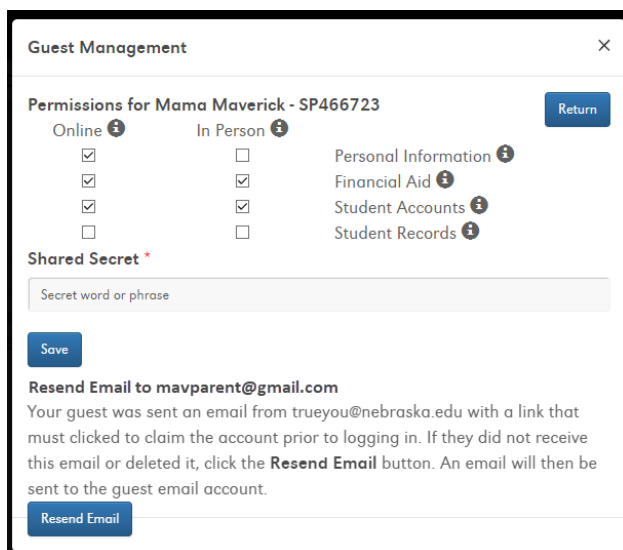 Guest Management ×
Permissions for Mama Maverick - SP466723
Return
Online In Person
Personal Information
Financial Aid
Student Accounts
Student Records
Shared Secret *
Secret word or phrase
Save
Resend Email to mavparent@gmail.com
Your guest was sent an email from trueyou@nebraska.edu with a link that
must clicked to claim the account prior to logging in. If they did not receive
this email or deleted it, click the Resend Email button. An email will then be
sent to the guest email account.
Resend Email